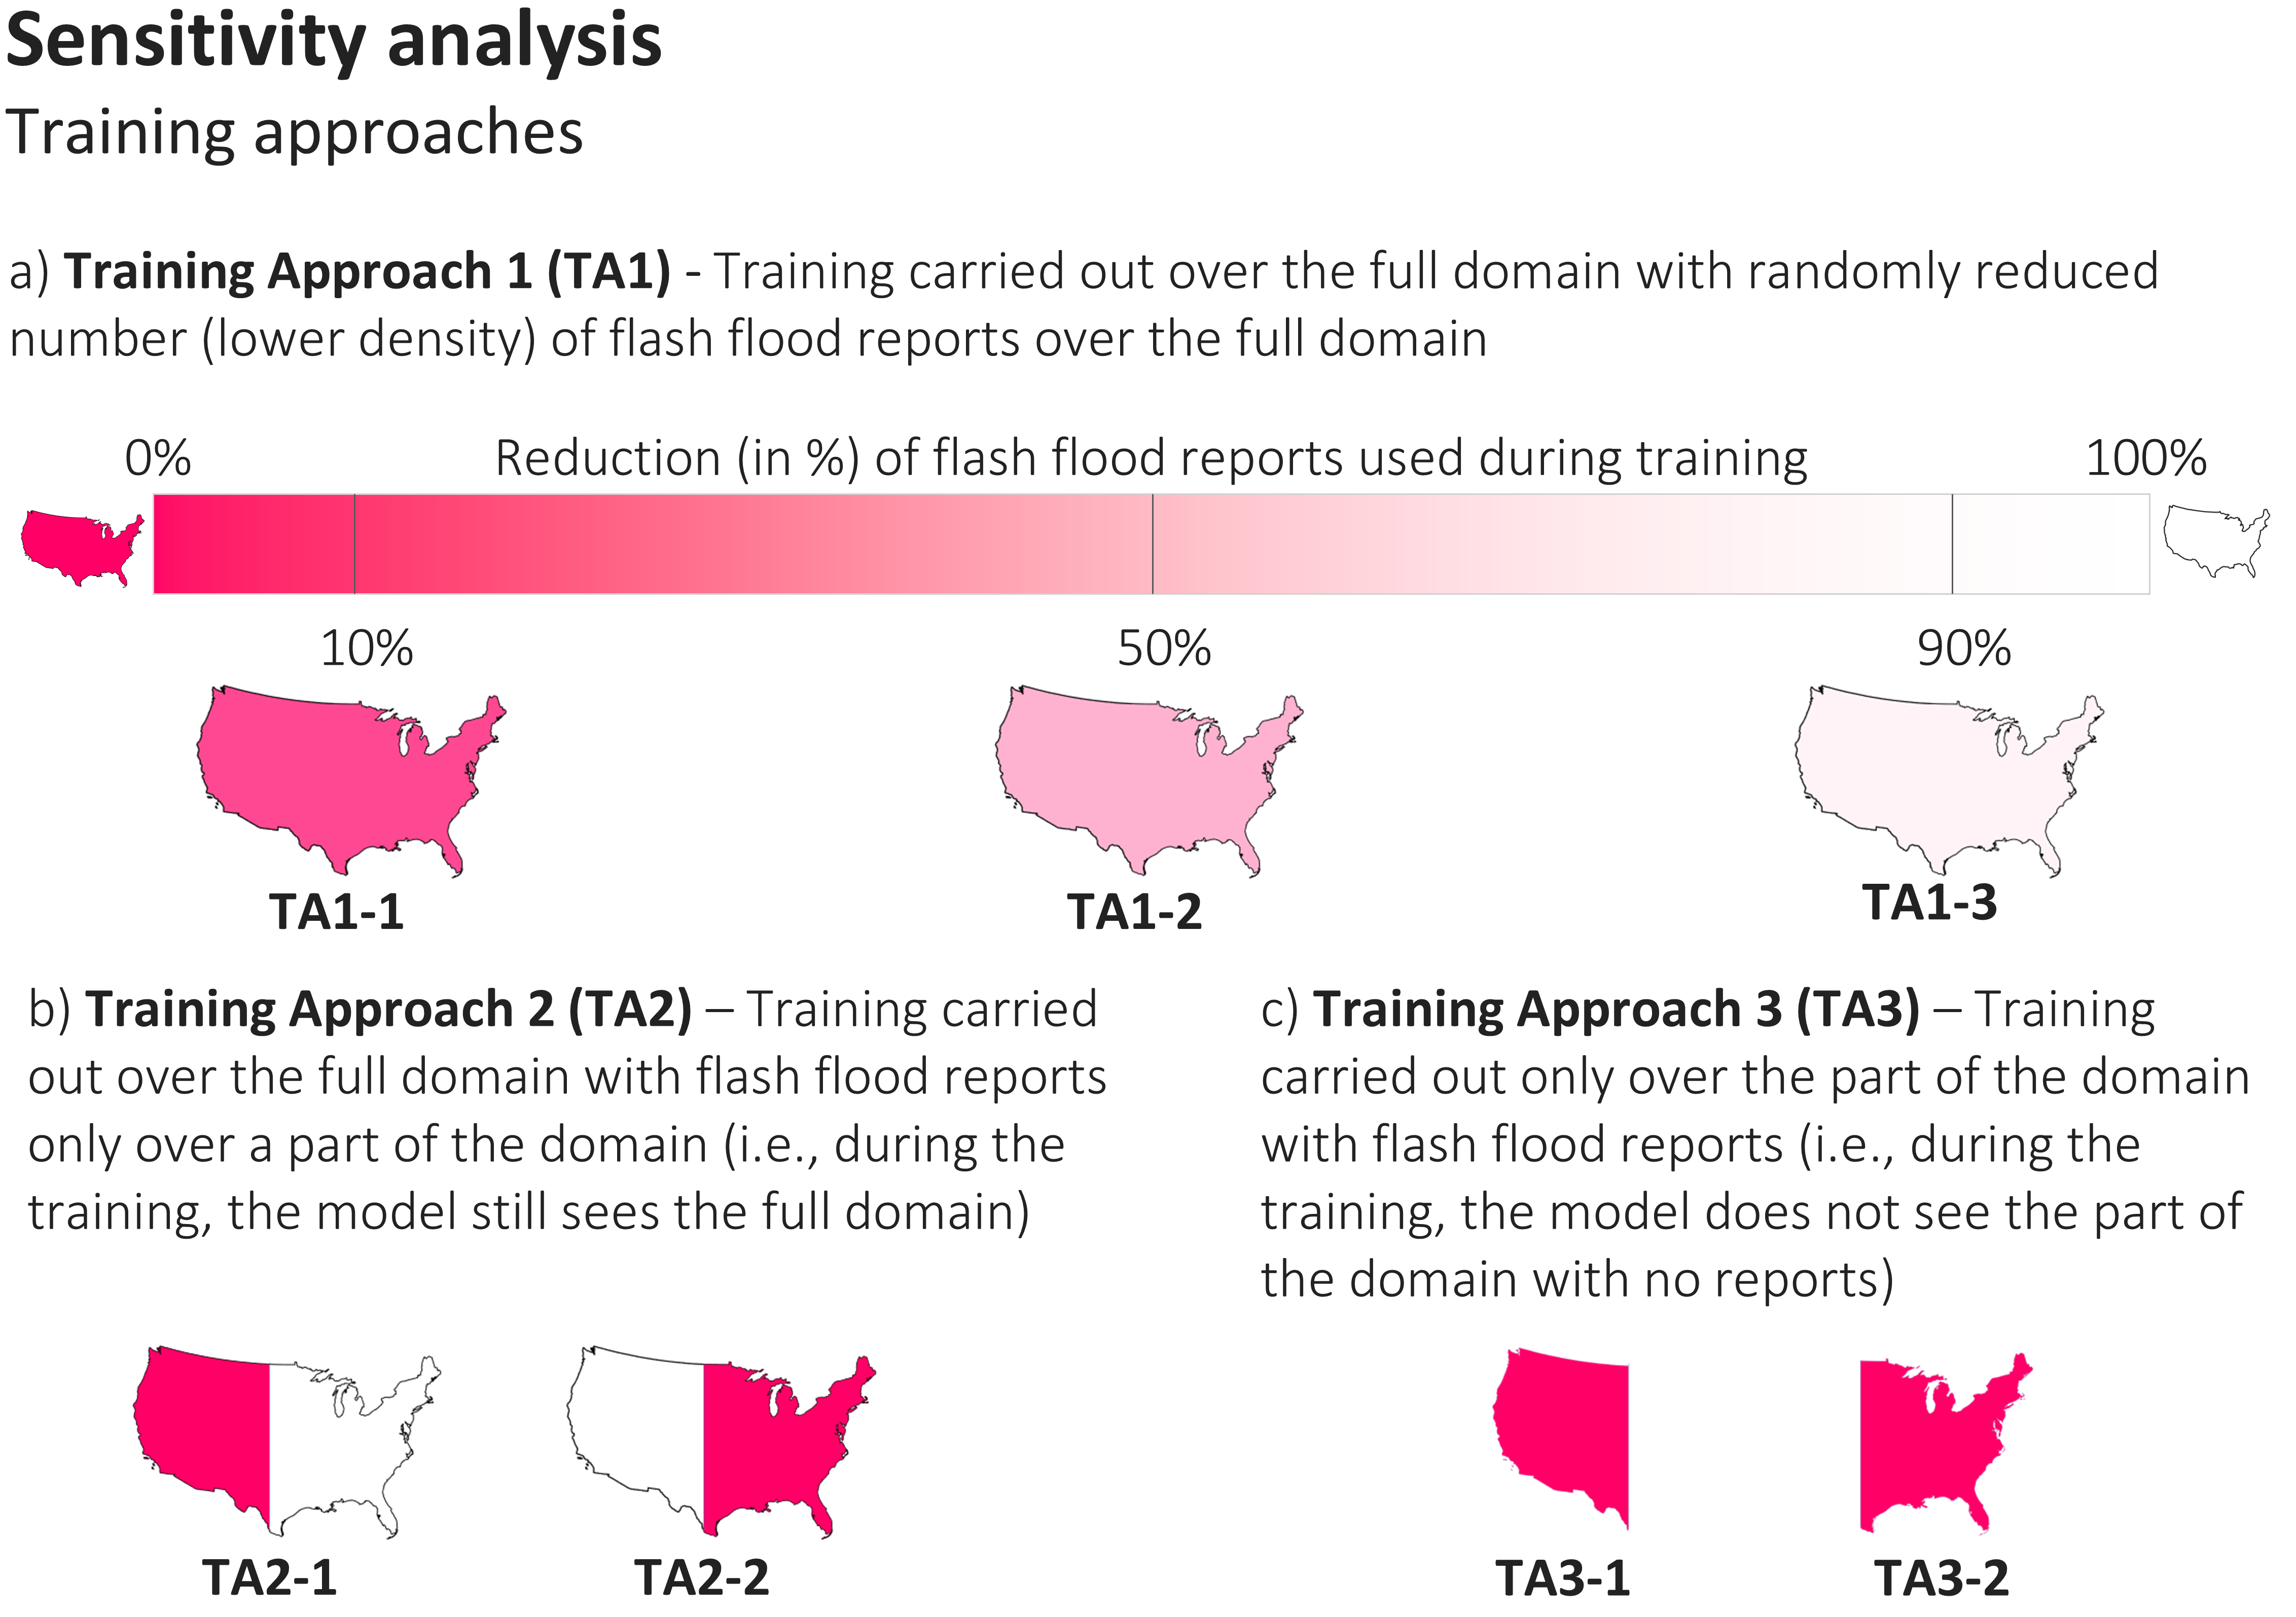 Sensitivity analysis
Training approaches
a) Training Approach 1 (TA1) - Training carried out over the full domain with randomly reduced
number (lower density) of flash flood reports over the full domain
0% Reduction (in %) of flash flood reports used during training 100%
10% 50% 90%
TA1-1 TA1-2 TA1-3
b) Training Approach 2 (TA2) – Training carried
out over the full domain with flash flood reports
only over a part of the domain (i.e., during the
training, the model still sees the full domain)
c) Training Approach 3 (TA3) – Training
carried out only over the part of the domain
with flash flood reports (i.e., during the
training, the model does not see the part of
the domain with no reports)
TA2-1 TA2-2 TA3-1 TA3-2